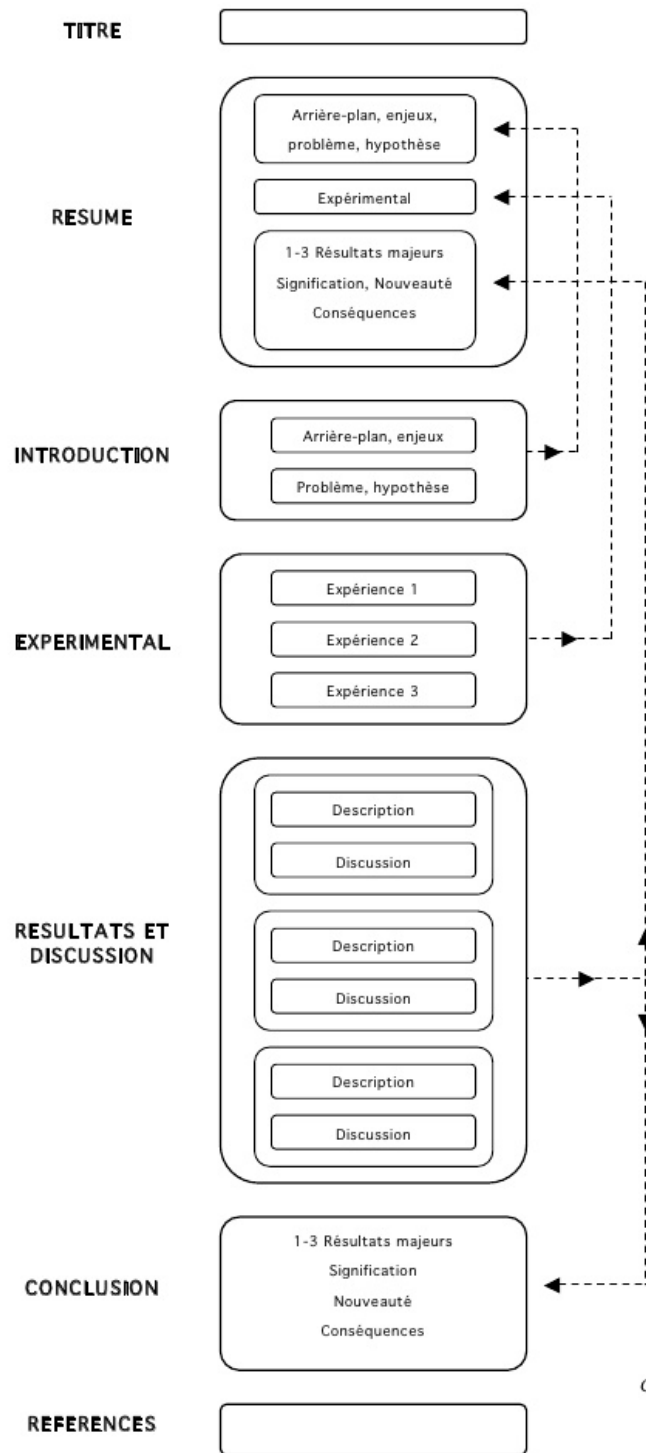 TITRE
RESUME
Arrière-plan, enjeux,
problème, hypothèse
Expérimental
1-3 Résultats majeurs
Signification, Nouveauté
Conséquences
INTRODUCTION
Arrière-plan, enjeux
Problème, hypothèse
EXPERIMENTAL
Expérience 1
Expérience 2
Expérience 3
RESULTATS ET
DISCUSSION
Description
Discussion
Description
Discussion
Description
Discussion
CONCLUSION
1-3 Résultats majeurs
Signification
Nouveauté
Conséquences
REFERENCES